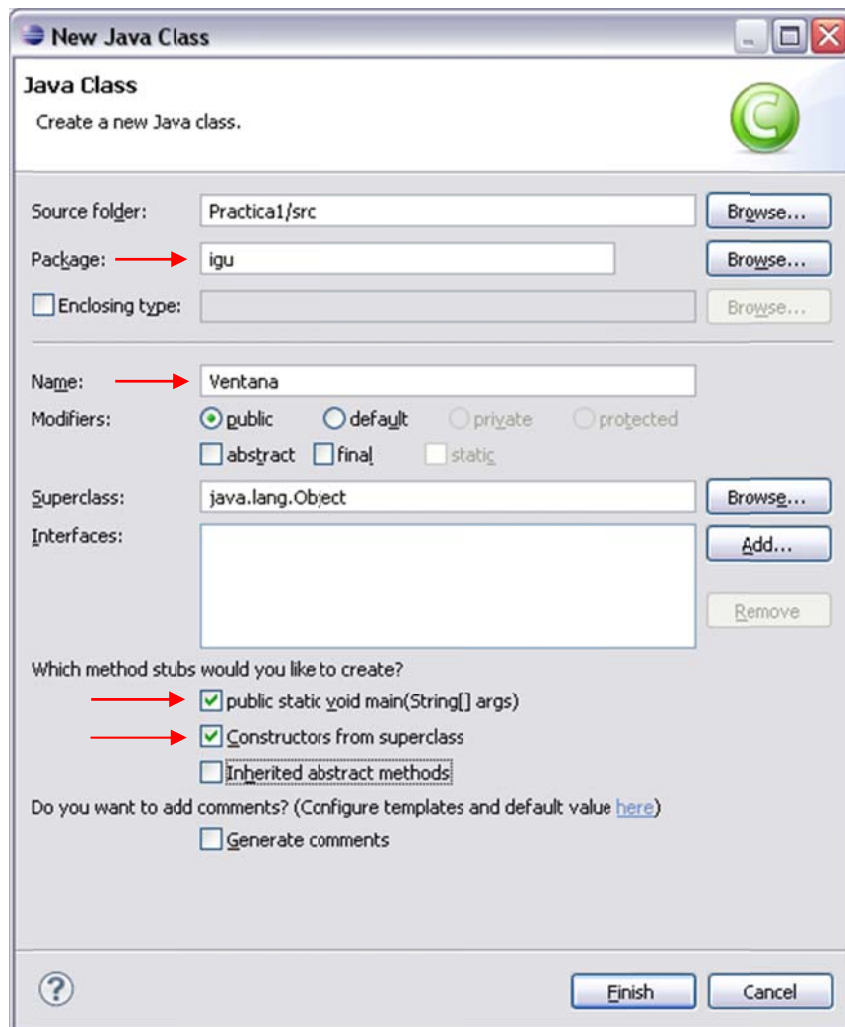 New Java Class
Java Class
Create a new Java class.
Source folder: Practica1/src Browse...
Package: igu Browse...
Enclosing type: Browse...
Name: Ventana
Modifiers: public default private protected
abstract final static
Superclass: java.lang.Object Browse...
Interfaces: Add...
Remove
Which method stubs would you like to create?
public static void main(String[] args)
Constructors from superclass
Inherited abstract methods
Do you want to add comments? (Configure templates and default value here)
Generate comments
Finish Cancel